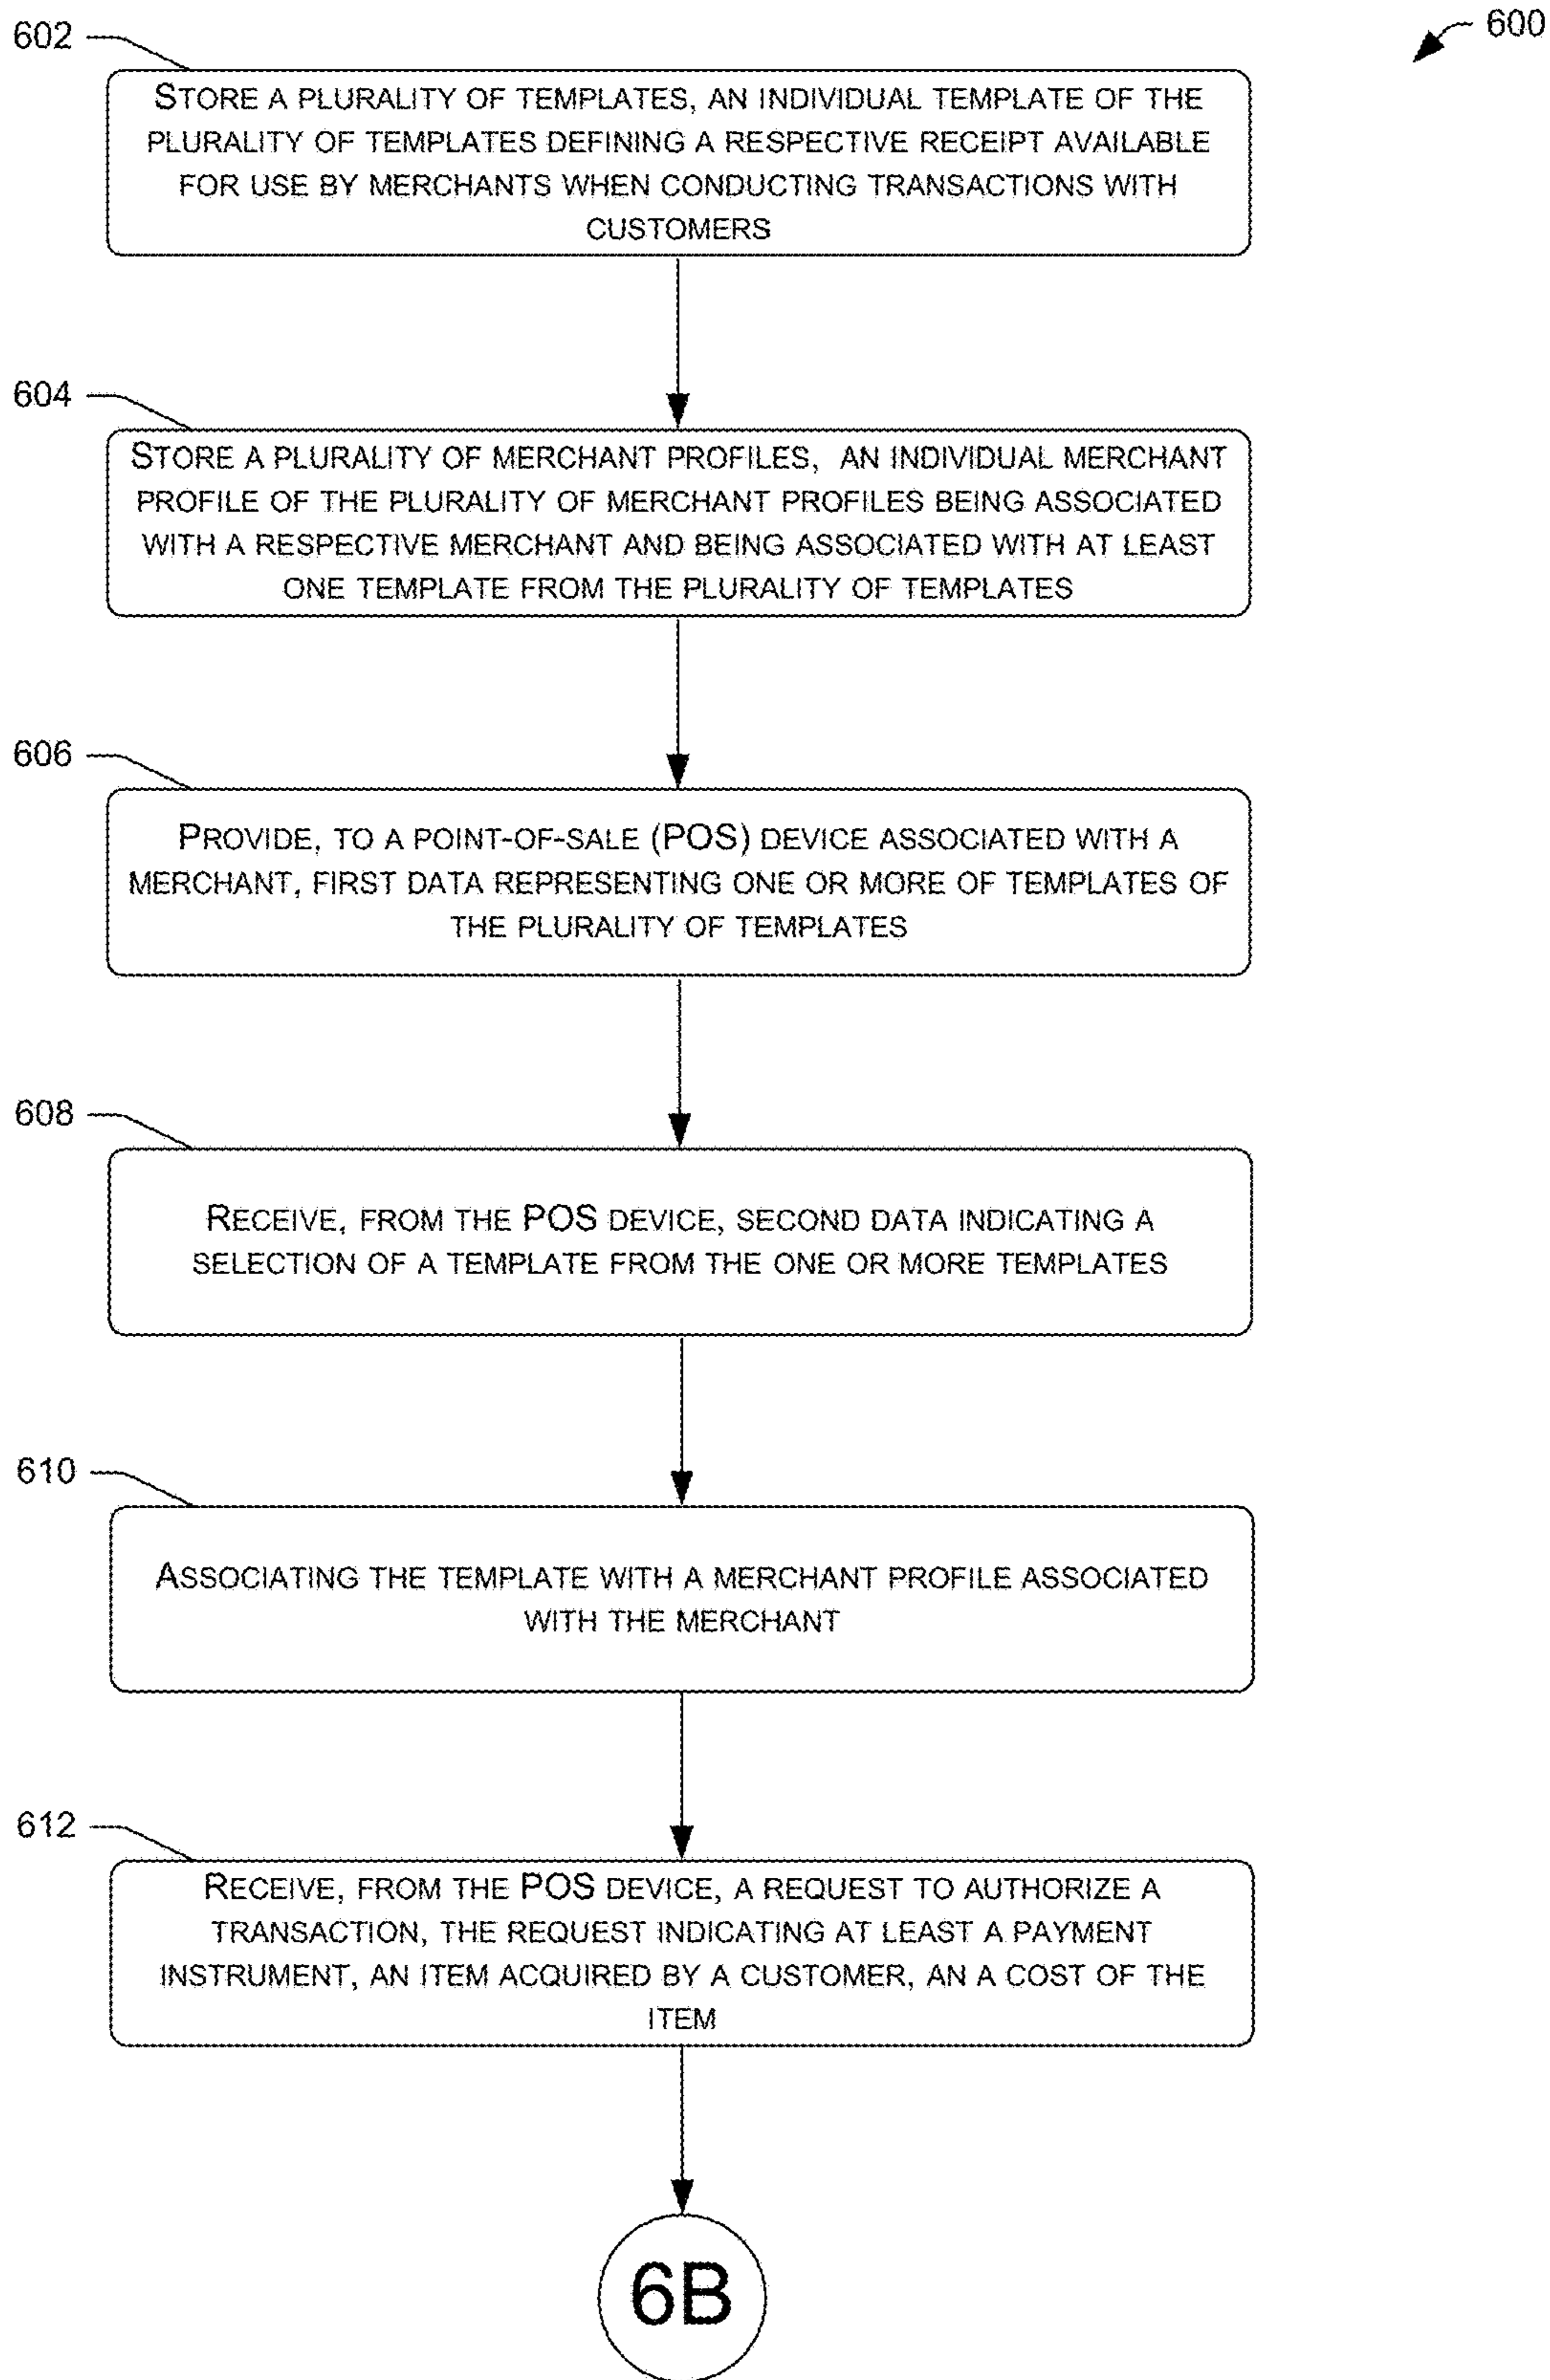 600
602
STORE A PLURALITY OF TEMPLATES, AN INDIVIDUAL TEMPLATE OF THE
PLURALITY OF TEMPLATES DEFINING A RESPECTIVE RECEIPT AVAILABLE
FOR USE BY MERCHANTS WHEN CONDUCTING TRANSACTIONS WITH
CUSTOMERS
604
STORE A PLURALITY OF MERCHANT PROFILES, AN INDIVIDUAL MERCHANT
PROFILE OF THE PLURALITY OF MERCHANT PROFILES BEING ASSOCIATED
WITH A RESPECTIVE MERCHANT AND BEING ASSOCIATED WITH AT LEAST
ONE TEMPLATE FROM THE PLURALITY OF TEMPLATES
606
PROVIDE, TO A POINT-OF-SALE (POS) DEVICE ASSOCIATED WITH A
MERCHANT, FIRST DATA REPRESENTING ONE OR MORE OF TEMPLATES OF
THE PLURALITY OF TEMPLATES
608
RECEIVE, FROM THE POS DEVICE, SECOND DATA INDICATING A
SELECTION OF A TEMPLATE FROM THE ONE OR MORE TEMPLATES
610
ASSOCIATING THE TEMPLATE WITH A MERCHANT PROFILE ASSOCIATED
WITH THE MERCHANT
612
RECEIVE, FROM THE POS DEVICE, A REQUEST TO AUTHORIZE A
TRANSACTION, THE REQUEST INDICATING AT LEAST A PAYMENT
INSTRUMENT, AN ITEM ACQUIRED BY A CUSTOMER, AN A COST OF THE
ITEM
6B